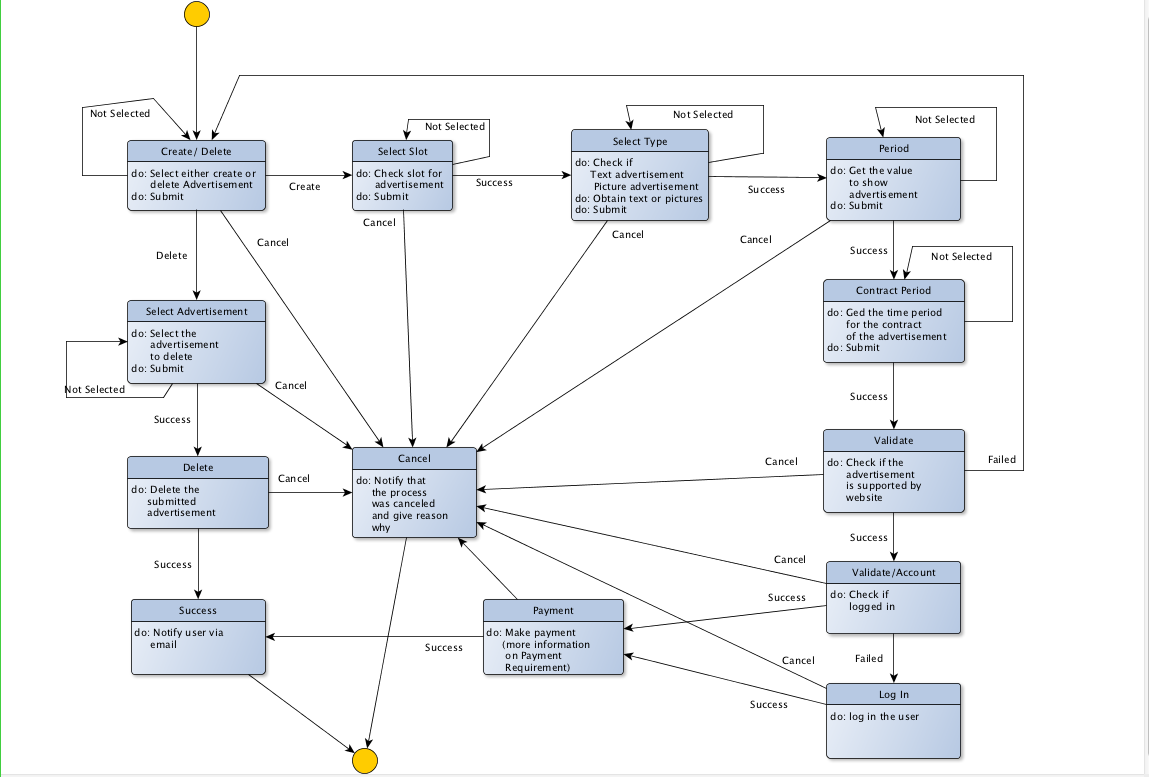 Not Selected
Create/ Delete
do: Select either create or
delete Advertisement
do: Submit
Create
Not Selected
Select Slot
do: Check slot for
advertisement
do: Submit
Success
Not Selected
Select Type
do: Check if
Text advertisement
Picture advertisement
do: Obtain text or pictures
do: Submit
Success
Not Selected
Period
do: Get the value
to show
advertisement
do: Submit
Delete
Cancel
Cancel
Cancel
Cancel
Success
Not Selected
Select Advertisement
do: Select the
advertisement
to delete
do: Submit
Not Selected
Cancel
Contract Period
do: Ged the time period
for the contract
of the advertisement
do: Submit
Success
Success
Delete
do: Delete the
submitted
advertisement
Cancel
Cancel
do: Notify that
the process
was canceled
and give reason
why
Cancel
Validate
do: Check if the
advertisement
is supported by
website
Failed
Success
Success
Cancel
Validate/Account
do: Check if
logged in
Success
Success
do: Notify user via
email
Success
Payment
do: Make payment
(more information
on Payment
Requirement)
Failed
Cancel
Success
Log In
do: log in the user